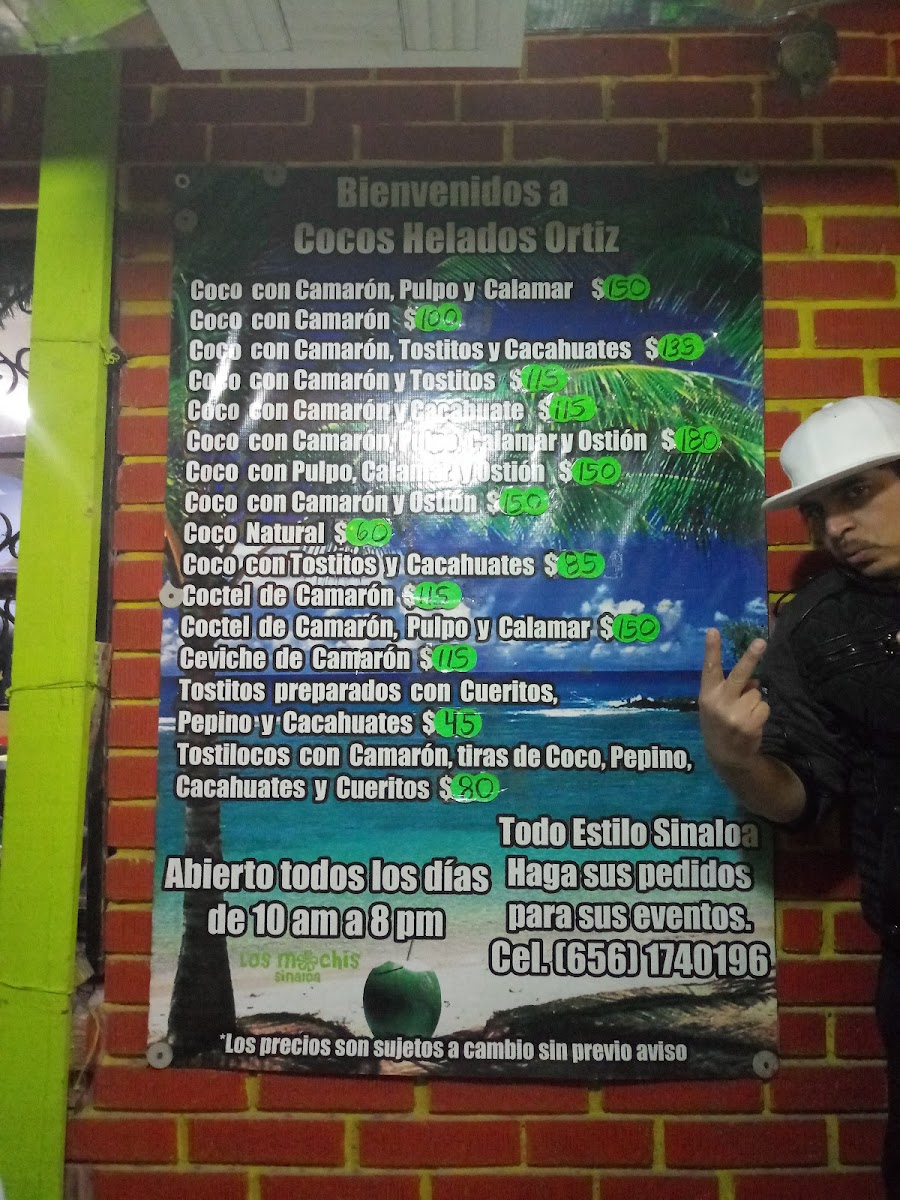 Bienvenidos a
Cocos Helados Ortiz
Coco con Camarón, Pulpo y Calamar $150
Coco con Camarón $100
Coco con Camarón, Tostitos y Cacahuates $135
Coco con Camarón y Tostitos $115
Coco con Camarón y Cacahuate $115
Coco con Camarón, Pulpo, Calamar y Ostión $180
Coco con Pulpo, Calamar y Ostión $150
Coco con Camarón y Ostión $150
Coco Natural $60
Coco con Tostitos y Cacahuates $85
Coctel de Camarón $115
Coctel de Camarón, Pulpo y Calamar $150
Ceviche de Camarón $115
Tostitos preparados con Cueritos,
Pepino y Cacahuates $45
Tostilocos con Camarón, tiras de Coco, Pepino,
Cacahuates y Cueritos $80
Todo Estilo Sinaloa
Haga sus pedidos
para sus eventos.
Cel. (656) 1740196
Abierto todos los días
de 10 am a 8 pm
Los mochis
sinaloa
*Los precios son sujetos a cambio sin previo aviso